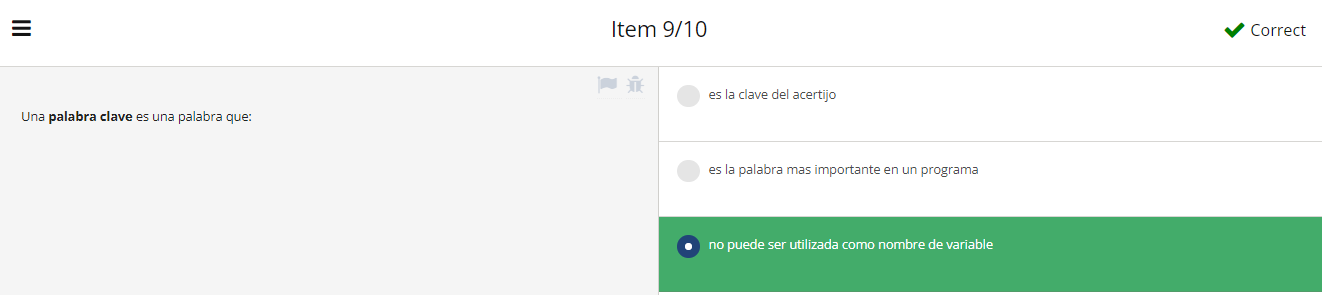 Item 9/10
Correct
Una palabra clave es una palabra que:
es la clave del acertijo
es la palabra mas importante en un programa
no puede ser utilizada como nombre de variable